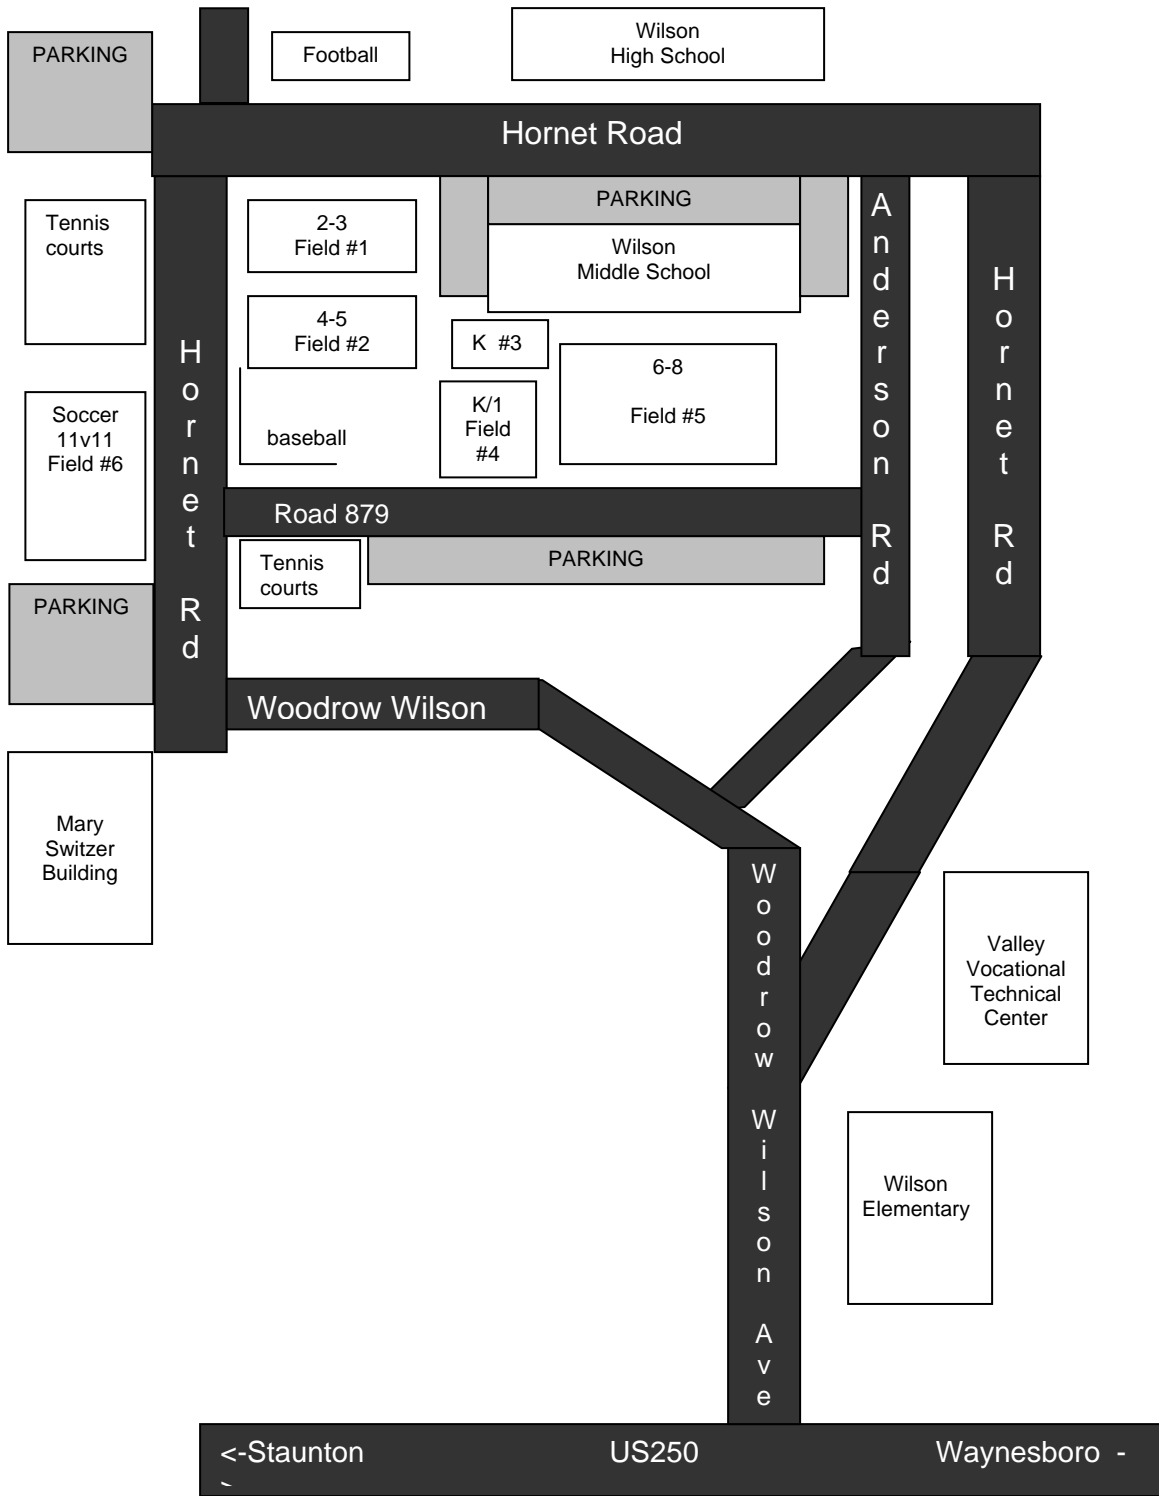 PARKING
Football
Wilson
High School
Hornet Road
Tennis
courts
2-3
Field #1
PARKING
Wilson
Middle School
Anderson Rd
Hornet Rd
4-5
Field #2
K #3
6-8
Field #5
Hornet Rd
Soccer
11v11
Field #6
baseball
K/1
Field
#4
Road 879
Tennis
courts
PARKING
PARKING
Woodrow Wilson
Mary
Switzer
Building
Woodrow Wilson Ave
Valley
Vocational
Technical
Center
Wilson
Elementary
<-Staunton US250 Waynesboro -
>